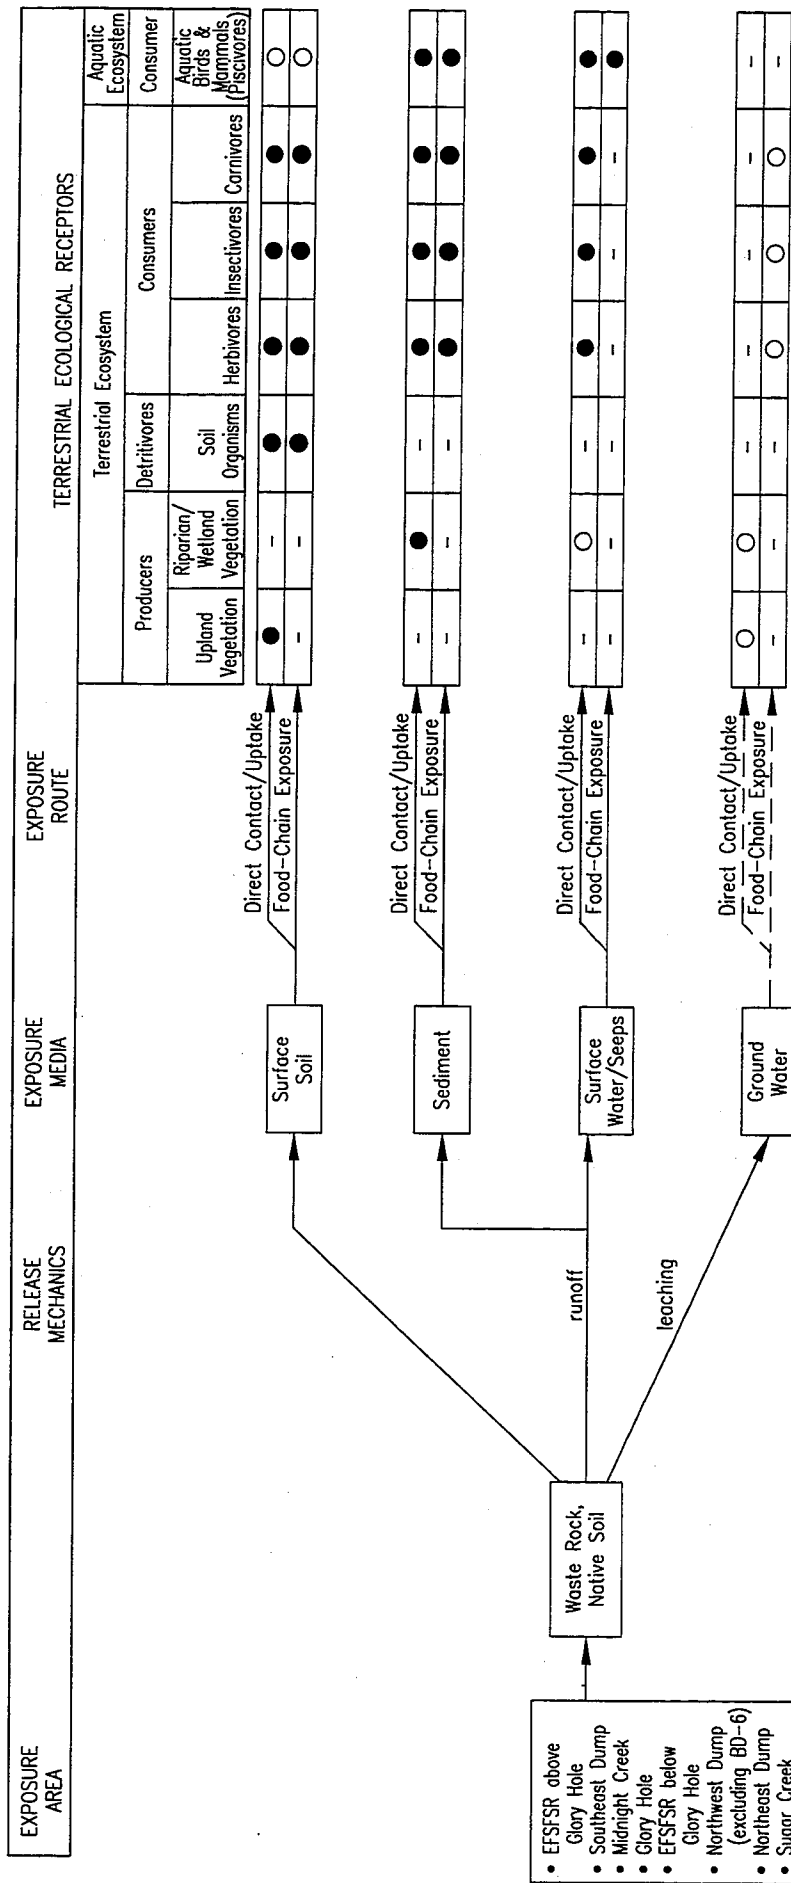 EXPOSURE
AREA
RELEASE
MECHANICS
EXPOSURE
MEDIA
EXPOSURE
ROUTE
TERRESTRIAL ECOLOGICAL RECEPTORS
Terrestrial Ecosystem
Aquatic
Ecosystem
Producers
Detritivores
Consumers
Consumer
Upland
Vegetation
Riparian/
Wetland
Vegetation
Soil
Organisms
Herbivores
Insectivores
Carnivores
Aquatic
Birds &
Mammals
(Piscivores)
• EFSFSR above
Glory Hole
• Southeast Dump
• Midnight Creek
• Glory Hole
• EFSFSR below
Glory Hole
• Northwest Dump
(excluding BD-6)
• Northeast Dump
• Sugar Creek
Waste Rock,
Native Soil
runoff
leaching
Surface
Soil
Direct Contact/Uptake
Food-Chain Exposure
● – ● ● ● ● ○
– – ● ● ● ● ○
Sediment
Direct Contact/Uptake
Food-Chain Exposure
– ● – ● ● ● ●
– – – ● ● ● ●
Surface
Water/Seeps
Direct Contact/Uptake
Food-Chain Exposure
– ○ – ● ● ● ●
– – – – – – ●
Ground
Water
Direct Contact/Uptake
Food-Chain Exposure
○ ○ – – – – –
– – – ○ ○ ○ –